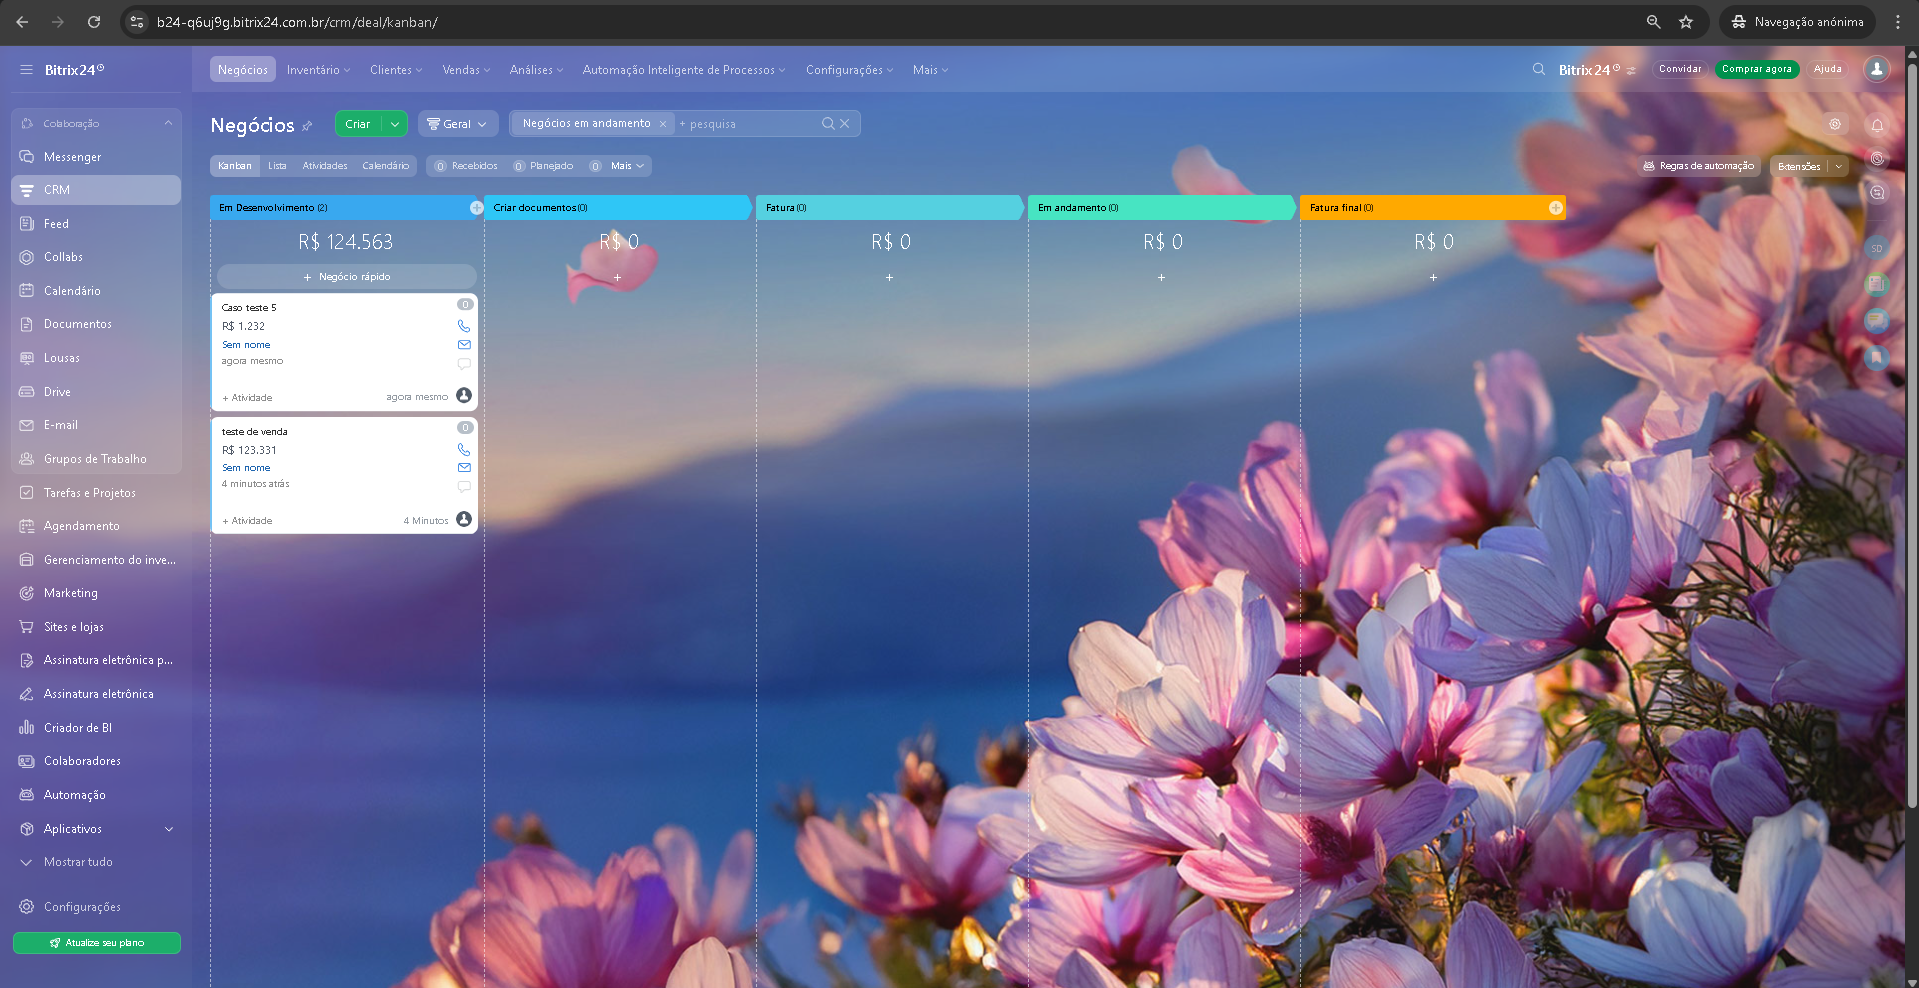 b24-q6uj9g.bitrix24.com.br/crm/deal/kanban/
Navegação anónima
Bitrix24
Negócios
Inventário
Clientes
Vendas
Análises
Automação Inteligente de Processos
Configurações
Mais
Bitrix24
Convidar
Comprar agora
Ajuda
Colaboração
Messenger
CRM
Feed
Collabs
Calendário
Documentos
Lousas
Drive
E-mail
Grupos de Trabalho
Tarefas e Projetos
Agendamento
Gerenciamento do inve...
Marketing
Sites e lojas
Assinatura eletrônica p...
Assinatura eletrônica
Criador de BI
Colaboradores
Automação
Aplicativos
Mostrar tudo
Configurações
Atualize seu plano
Negócios
Criar
Geral
Negócios em andamento ×
+ pesquisa
Kanban
Lista
Atividades
Calendário
0 Recebidos
0 Planejado
0 Mais
Regras de automação
Extensões
SD
Em Desenvolvimento (2)
Criar documentos (0)
Fatura (0)
Em andamento (0)
Fatura final (0)
R$ 124.563
R$ 0
R$ 0
R$ 0
R$ 0
+ Negócio rápido
+
+
+
+
Caso teste 5
0
R$ 1.232
Sem nome
agora mesmo
+ Atividade
agora mesmo
teste de venda
0
R$ 123.331
Sem nome
4 minutos atrás
+ Atividade
4 Minutos